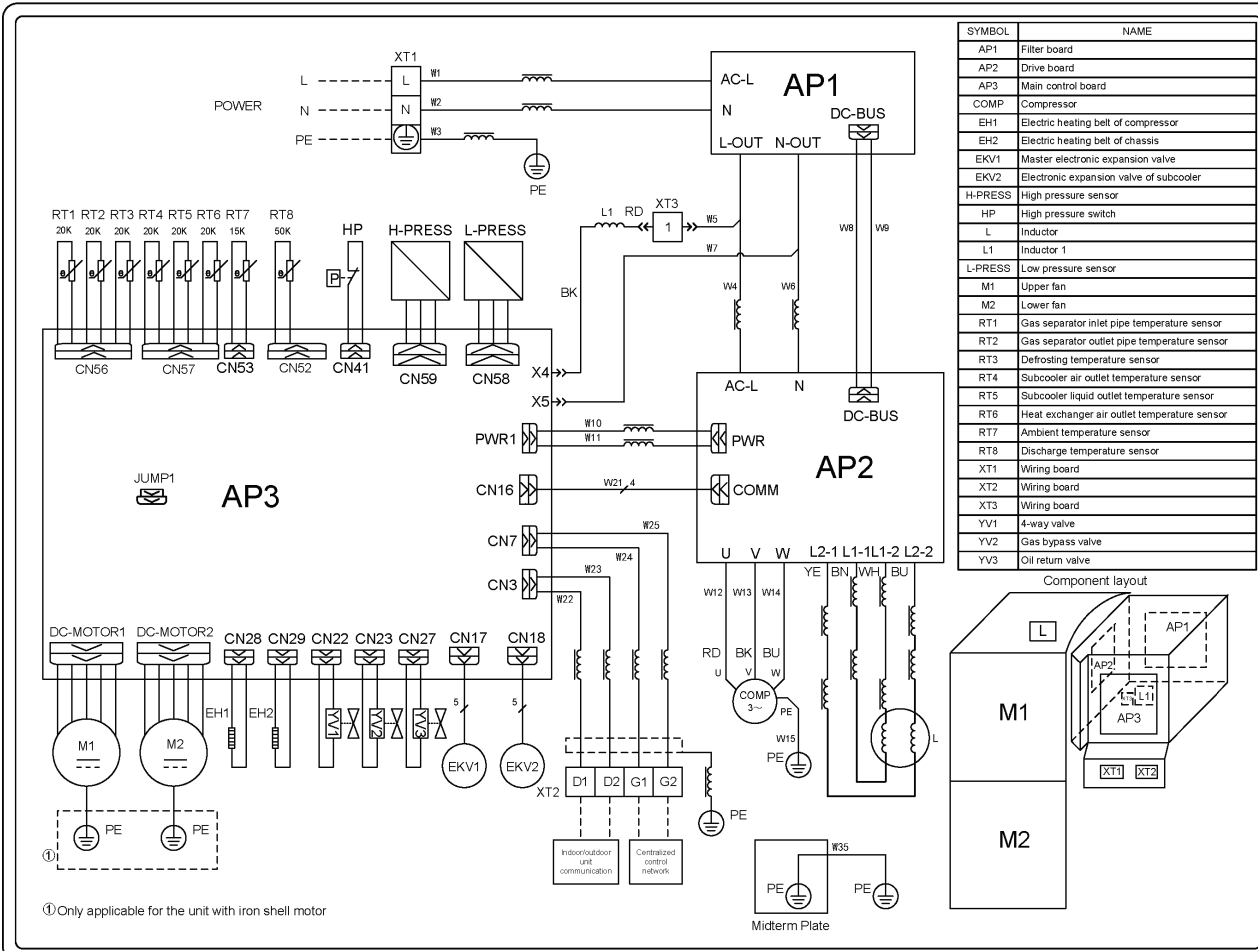 XT1
L
L
W1
POWER
N
N
W2
PE
W3
PE
AC-L
AP1
N
DC-BUS
L-OUT
N-OUT
SYMBOL NAME
AP1 Filter board
AP2 Drive board
AP3 Main control board
COMP Compressor
EH1 Electric heating belt of compressor
EH2 Electric heating belt of chassis
EKV1 Master electronic expansion valve
EKV2 Electronic expansion valve of subcooler
H-PRESS High pressure sensor
HP High pressure switch
L Inductor
L1 Inductor 1
L-PRESS Low pressure sensor
M1 Upper fan
M2 Lower fan
RT1 Gas separator inlet pipe temperature sensor
RT2 Gas separator outlet pipe temperature sensor
RT3 Defrosting temperature sensor
RT4 Subcooler air outlet temperature sensor
RT5 Subcooler liquid outlet temperature sensor
RT6 Heat exchanger air outlet temperature sensor
RT7 Ambient temperature sensor
RT8 Discharge temperature sensor
XT1 Wiring board
XT2 Wiring board
XT3 Wiring board
YV1 4-way valve
YV2 Gas bypass valve
YV3 Oil return valve
RT1 RT2 RT3 RT4 RT5 RT6 RT7 RT8
20K 20K 20K 20K 20K 20K 15K 50K
θ θ θ θ θ θ θ θ
HP
P
H-PRESS
L-PRESS
L1
RD
XT3
1
W5
W7
BK
W4
W6
W8
W9
CN56
CN57
CN53
CN52
CN41
CN59
CN58
X4
X5
AC-L
N
DC-BUS
PWR1
W10
W11
PWR
JUMP1
AP3
AP2
CN16
W21
4
COMM
CN7
W25
W24
CN3
W23
W22
U V W L2-1 L1-1 L1-2 L2-2
YE BN WH BU
W12 W13 W14
RD BK BU
U V W
COMP
3~
PE
W15
PE
L
DC-MOTOR1
DC-MOTOR2
CN28
CN29
CN22
CN23
CN27
CN17
CN18
5
5
EH1
EH2
YV1
YV2
YV3
M1
M2
EKV1
EKV2
PE
PE
①
XT2
D1 D2 G1 G2
PE
Indoor/outdoor
unit
communication
Centralized
control
network
W35
PE
PE
Midterm Plate
①Only applicable for the unit with iron shell motor
Component layout
L
AP1
AP2
L1
AP3
M1
XT1
XT2
M2